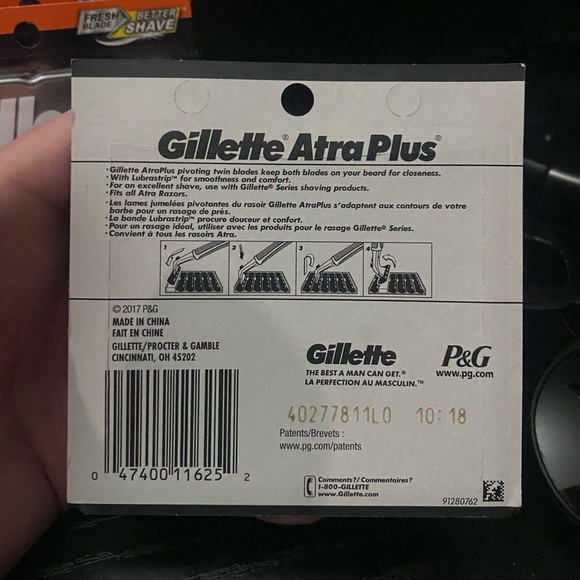 FRESH BLADE = BETTER SHAVE
Gillette® Atra Plus®
· Gillette AtraPlus pivoting twin blades keep both blades on your beard for closeness.
· With Lubrastrip™ for smoothness and comfort.
· For an excellent shave, use with Gillette® Series shaving products.
· Fits all Atra Razors.
· Les lames jumelées pivotantes du rasoir Gillette AtraPlus s'adaptent aux contours de votre
barbe pour un rasage de près.
· La bande Lubrastrip™ procure douceur et confort.
· Pour un rasage idéal, utiliser avec les produits pour le rasage Gillette® Series.
· Convient à tous les rasoirs Atra.
1 2 3 4
© 2017 P&G
MADE IN CHINA
FAIT EN CHINE
GILLETTE/PROCTER & GAMBLE
CINCINNATI, OH 45202
Gillette
THE BEST A MAN CAN GET.®
LA PERFECTION AU MASCULIN.™
P&G
www.pg.com
40277811L0 10:18
Patents/Brevets :
www.pg.com/patents
0 47400 11625 2
Comments?/Commentaires?
1-800-GILLETTE
www.Gillette.com
91280762